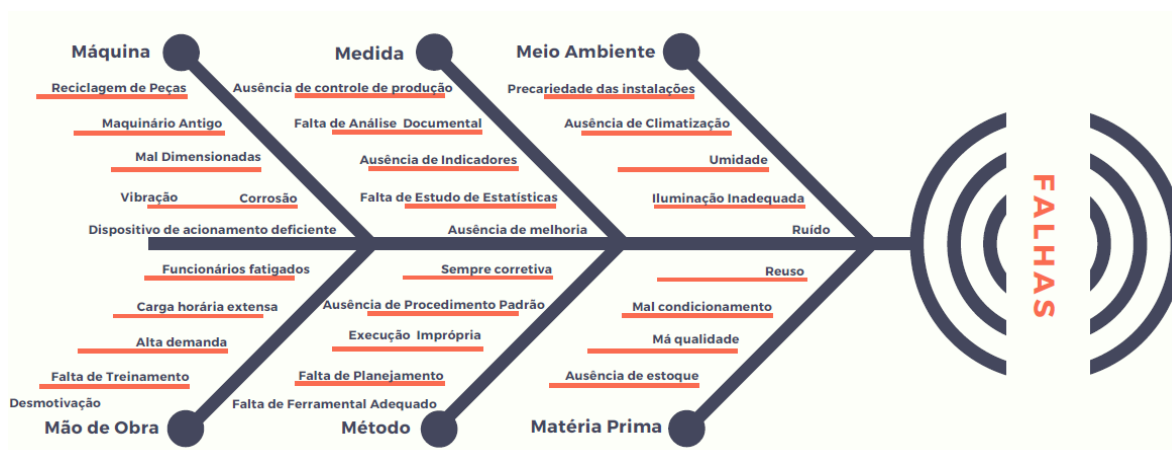 Máquina
Reciclagem de Peças
Maquinário Antigo
Mal Dimensionadas
Vibração Corrosão
Dispositivo de acionamento deficiente
Medida
Ausência de controle de produção
Falta de Análise Documental
Ausência de Indicadores
Falta de Estudo de Estatísticas
Ausência de melhoria
Meio Ambiente
Precariedade das instalações
Ausência de Climatização
Umidade
Iluminação Inadequada
Ruído
Funcionários fatigados
Carga horária extensa
Alta demanda
Falta de Treinamento
Desmotivação
Mão de Obra
Sempre corretiva
Ausência de Procedimento Padrão
Execução Imprópria
Falta de Planejamento
Falta de Ferramental Adequado
Método
Reuso
Mal condicionamento
Má qualidade
Ausência de estoque
Matéria Prima
FALHAS